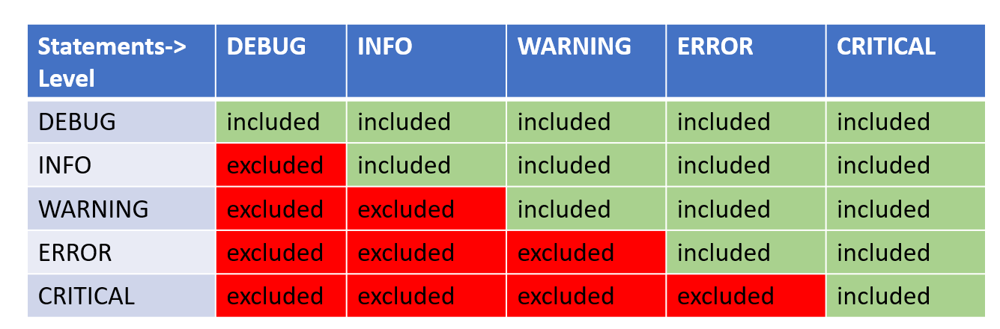 Statements-> DEBUG INFO WARNING ERROR CRITICAL
Level
DEBUG included included included included included
INFO excluded included included included included
WARNING excluded excluded included included included
ERROR excluded excluded excluded included included
CRITICAL excluded excluded excluded excluded included